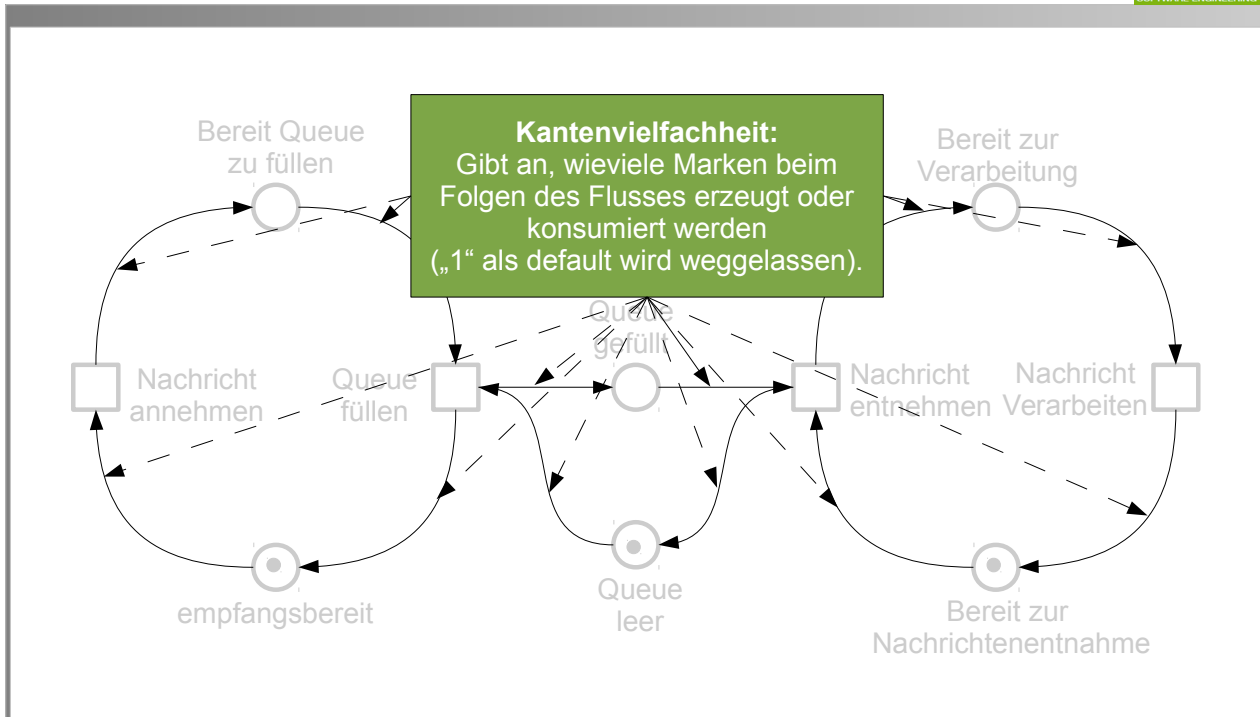 SOFTWARE ENGINEERING
Bereit Queue
zu füllen
Kantenvielfachheit:
Gibt an, wieviele Marken beim
Folgen des Flusses erzeugt oder
konsumiert werden
(„1“ als default wird weggelassen).
Bereit zur
Verarbeitung
Queue
gefüllt
Nachricht
annehmen
Queue
füllen
Nachricht
entnehmen
Nachricht
Verarbeiten
empfangsbereit
Queue
leer
Bereit zur
Nachrichtenentnahme